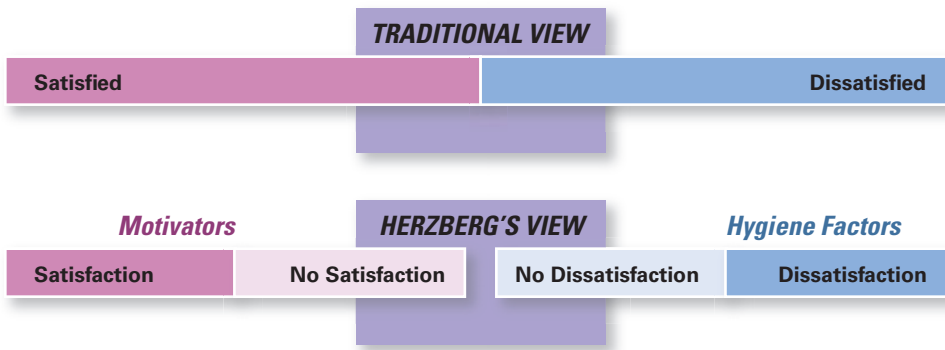 TRADITIONAL VIEW
Satisfied Dissatisfied
Motivators HERZBERG'S VIEW Hygiene Factors
Satisfaction No Satisfaction No Dissatisfaction Dissatisfaction